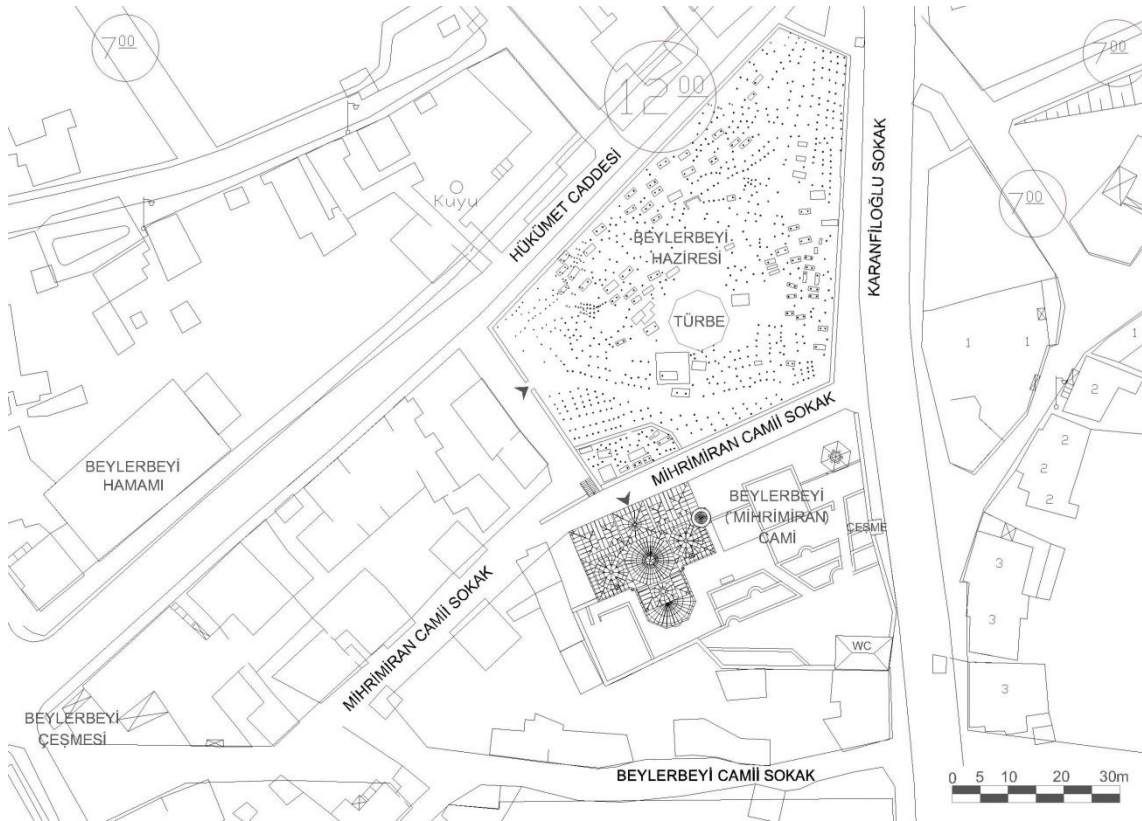 7 00
12 00
7 00
Kuyu
HÜKÜMET CADDESİ
KARANFİLOĞLU SOKAK
7 00
BEYLERBEYİ
HAZİRESİ
TÜRBE
1 1 1
2
2
2
2
MİHRİMİRAN CAMİİ SOKAK
BEYLERBEYİ
HAMAMI
BEYLERBEYİ
(MİHRİMİRAN)
CAMİ
ÇEŞME
3
3
3
WC
MİHRİMİRAN CAMİİ SOKAK
BEYLERBEYİ
ÇEŞMESİ
BEYLERBEYİ CAMİİ SOKAK
0 5 10 20 30m